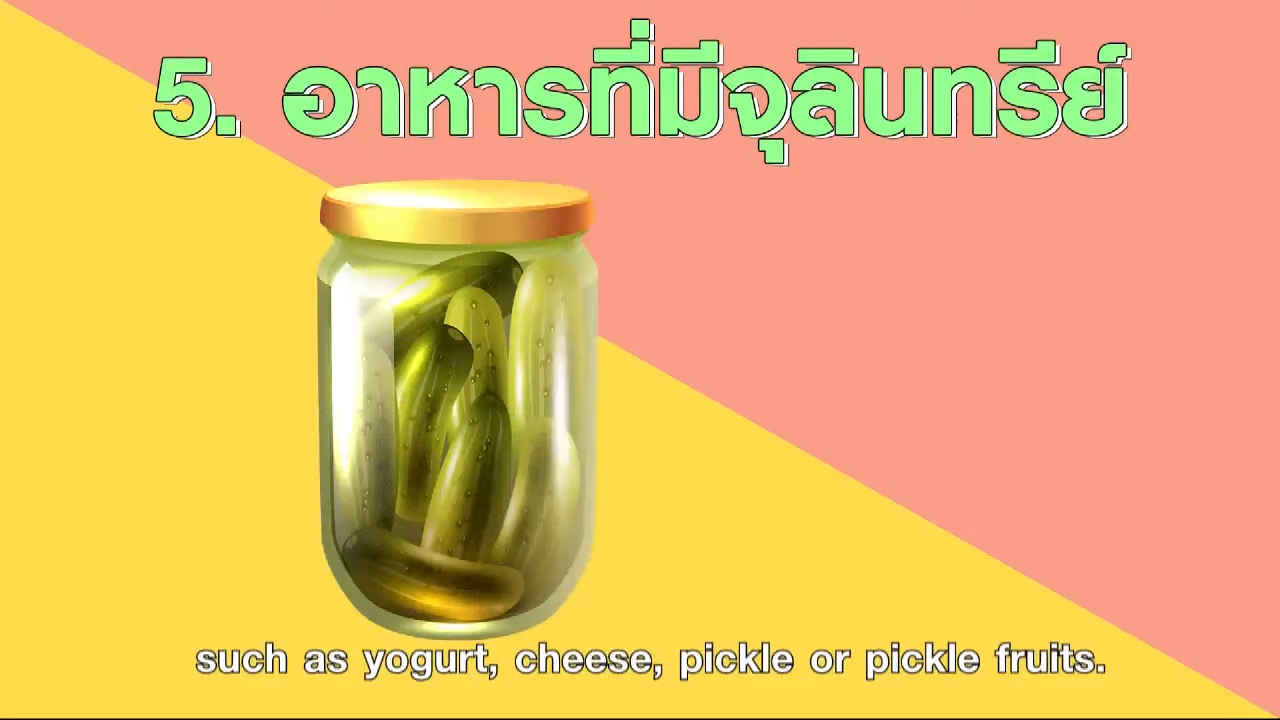 5. อาหารที่มีจุลินทรีย์
such as yogurt, cheese, pickle or pickle fruits.